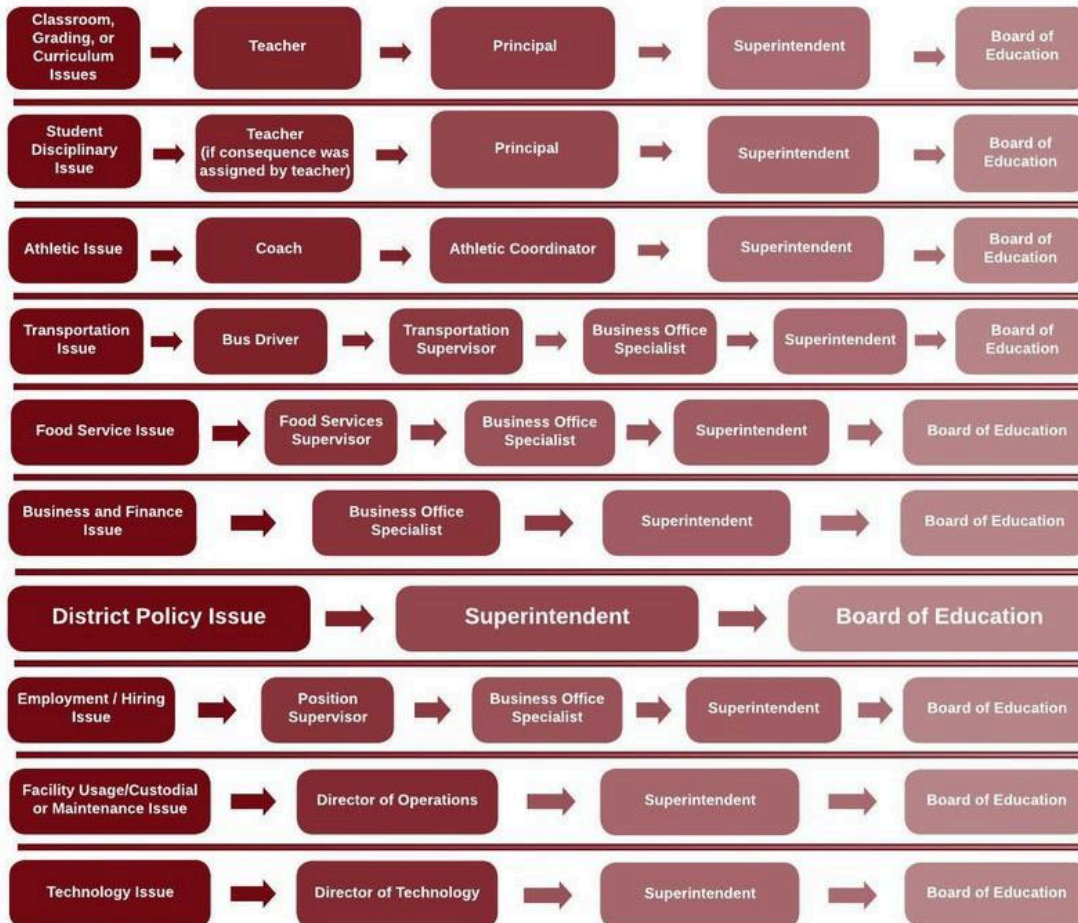 Classroom,
Grading, or
Curriculum
Issues
Teacher
Principal
Superintendent
Board of
Education
Student
Disciplinary
Issue
Teacher
(if consequence was
assigned by teacher)
Principal
Superintendent
Board of
Education
Athletic Issue
Coach
Athletic Coordinator
Superintendent
Board of
Education
Transportation
Issue
Bus Driver
Transportation
Supervisor
Business Office
Specialist
Superintendent
Board of
Education
Food Service Issue
Food Services
Supervisor
Business Office
Specialist
Superintendent
Board of Education
Business and Finance
Issue
Business Office
Specialist
Superintendent
Board of Education
District Policy Issue
Superintendent
Board of Education
Employment / Hiring
Issue
Position
Supervisor
Business Office
Specialist
Superintendent
Board of Education
Facility Usage/Custodial
or Maintenance Issue
Director of Operations
Superintendent
Board of Education
Technology Issue
Director of Technology
Superintendent
Board of Education